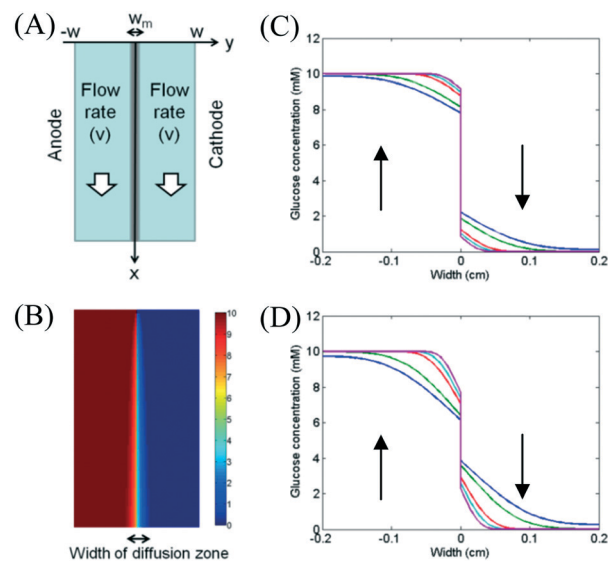 (A)
-w
w_m
w
y
Flow
rate
(v)
Flow
rate
(v)
Anode
Cathode
x
(B)
10
9
8
7
6
5
4
3
2
1
0
Width of diffusion zone
(C)
12
10
8
6
4
2
0
Glucose concentration (mM)
-0.2
-0.1
0
0.1
0.2
Width (cm)
(D)
12
10
8
6
4
2
0
Glucose concentration (mM)
-0.2
-0.1
0
0.1
0.2
Width (cm)